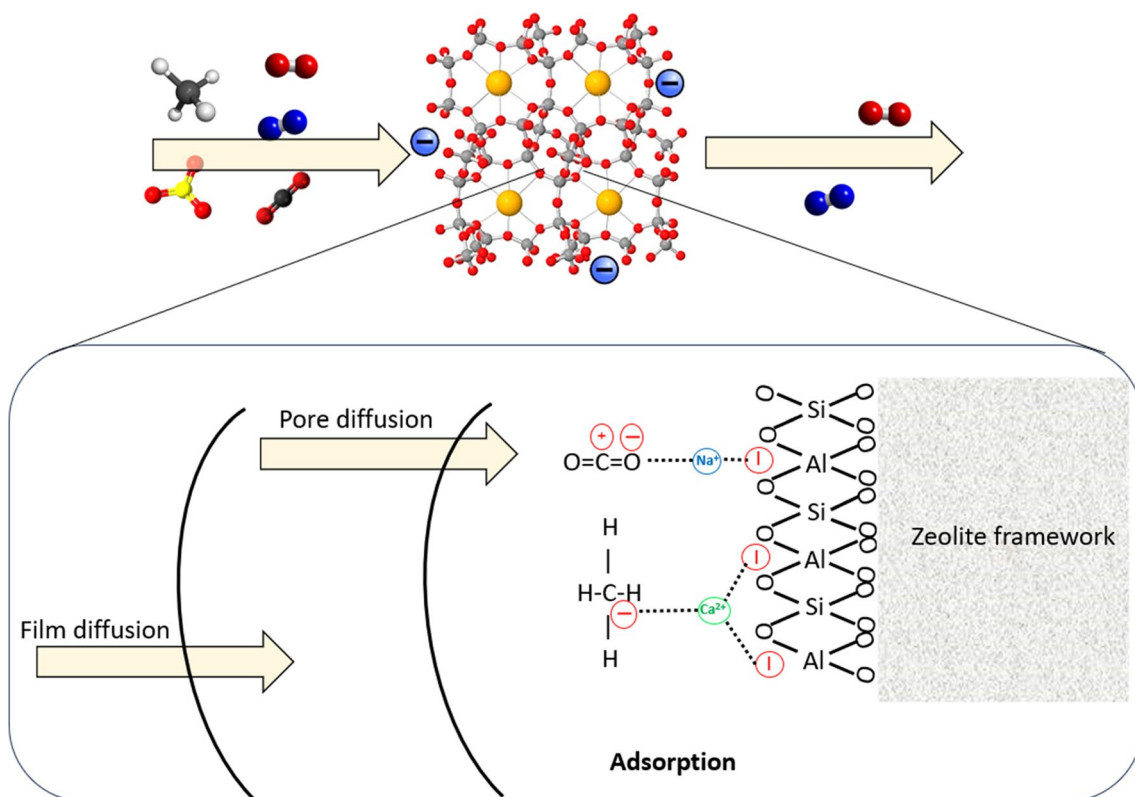 Pore diffusion
Film diffusion
+
−
O=C=O
Na⁺
I
H
H-C-H
−
H
Ca²⁺
I
I
O
O
Si
O
O
Al
O
O
Si
O
O
Al
O
O
Si
O
O
Al
O
O
Zeolite framework
Adsorption